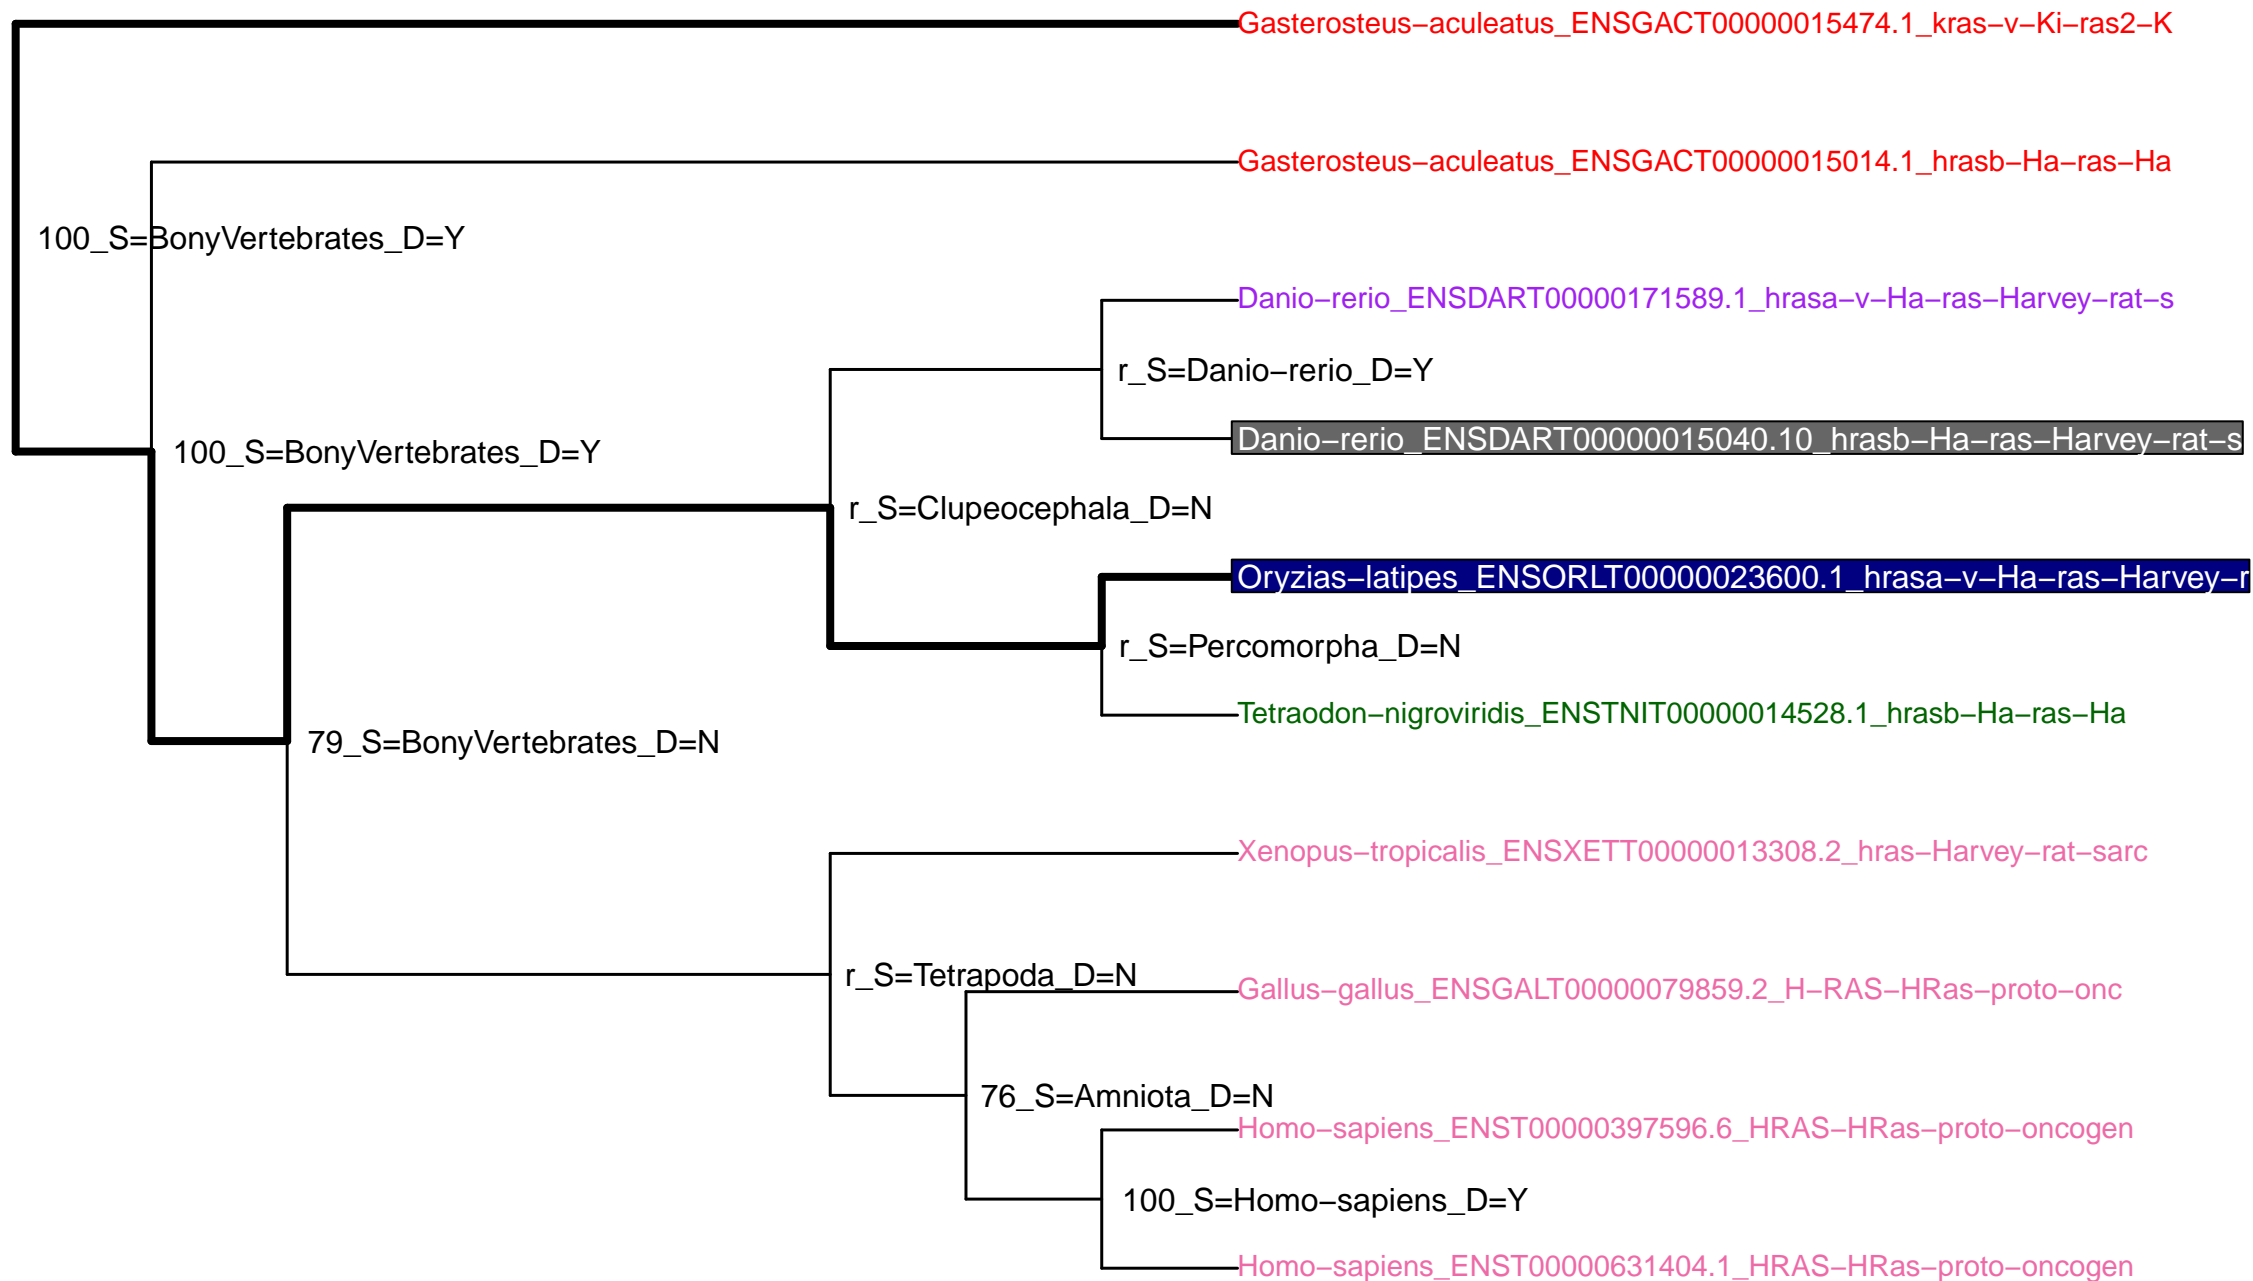 Gasterosteus−aculeatus_ENSGACT00000015474.1_kras−v−Ki−ras2−K
Gasterosteus−aculeatus_ENSGACT00000015014.1_hrasb−Ha−ras−Ha
100_S=BonyVertebrates_D=Y
Danio−rerio_ENSDART00000171589.1_hrasa−v−Ha−ras−Harvey−rat−s
r_S=Danio−rerio_D=Y
Danio−rerio_ENSDART00000015040.10_hrasb−Ha−ras−Harvey−rat−s
100_S=BonyVertebrates_D=Y
r_S=Clupeocephala_D=N
Oryzias−latipes_ENSORLT00000023600.1_hrasa−v−Ha−ras−Harvey−r
r_S=Percomorpha_D=N
Tetraodon−nigroviridis_ENSTNIT00000014528.1_hrasb−Ha−ras−Ha
79_S=BonyVertebrates_D=N
Xenopus−tropicalis_ENSXETT00000013308.2_hras−Harvey−rat−sarc
r_S=Tetrapoda_D=N
Gallus−gallus_ENSGALT00000079859.2_H−RAS−HRas−proto−onc
76_S=Amniota_D=N
Homo−sapiens_ENST00000397596.6_HRAS−HRas−proto−oncogen
100_S=Homo−sapiens_D=Y
Homo−sapiens_ENST00000631404.1_HRAS−HRas−proto−oncogen